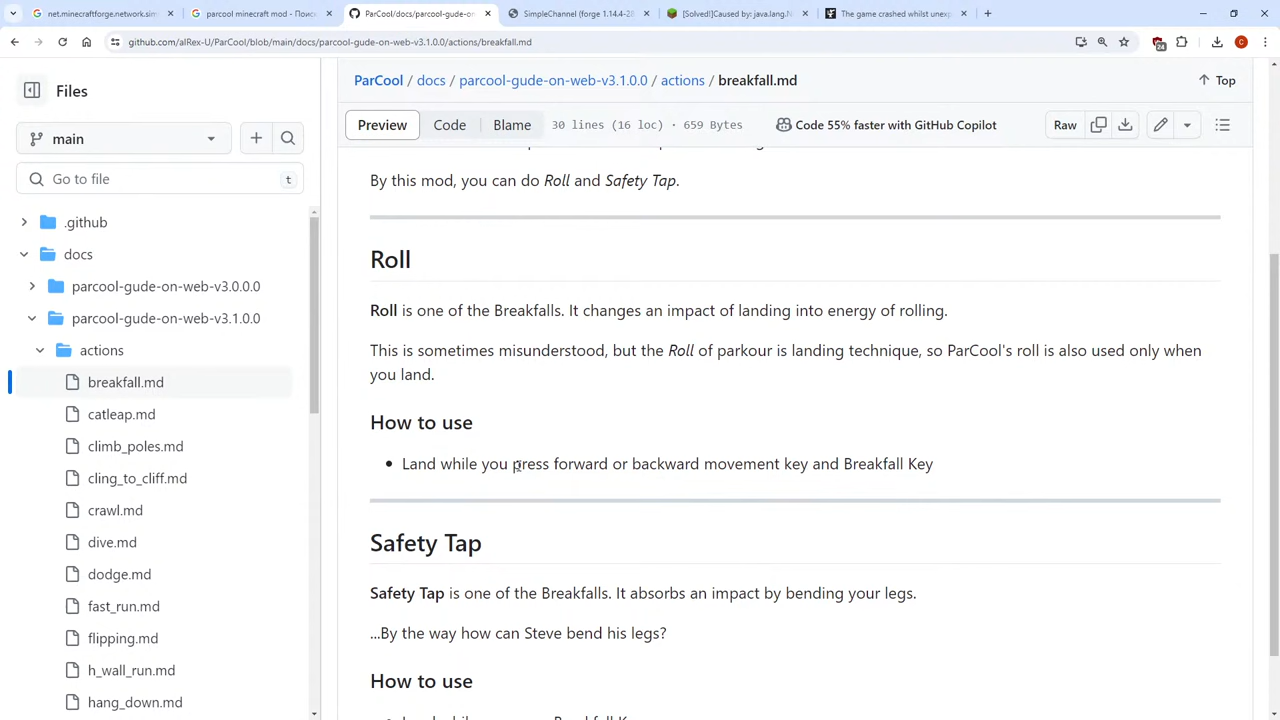 net.minecraftforge.network.sim
parcool minecraft mod - Поиск
ParCool/docs/parcool-gude-on-
SimpleChannel (forge 1.14.4-28
[Solved!]Caused by: java.lang.N
The game crashed whilst unexp
github.com/alRex-U/ParCool/blob/main/docs/parcool-gude-on-web-v3.1.0.0/actions/breakfall.md
24
C
Files
ParCool / docs / parcool-gude-on-web-v3.1.0.0 / actions / breakfall.md
Top
main
Preview
Code
Blame
30 lines (16 loc) · 659 Bytes
Code 55% faster with GitHub Copilot
Raw
Go to file
t
.github
docs
parcool-gude-on-web-v3.0.0.0
parcool-gude-on-web-v3.1.0.0
actions
breakfall.md
catleap.md
climb_poles.md
cling_to_cliff.md
crawl.md
dive.md
dodge.md
fast_run.md
flipping.md
h_wall_run.md
hang_down.md
By this mod, you can do Roll and Safety Tap.
Roll
Roll is one of the Breakfalls. It changes an impact of landing into energy of rolling.
This is sometimes misunderstood, but the Roll of parkour is landing technique, so ParCool's roll is also used only when
you land.
How to use
• Land while you press forward or backward movement key and Breakfall Key
Safety Tap
Safety Tap is one of the Breakfalls. It absorbs an impact by bending your legs.
...By the way how can Steve bend his legs?
How to use